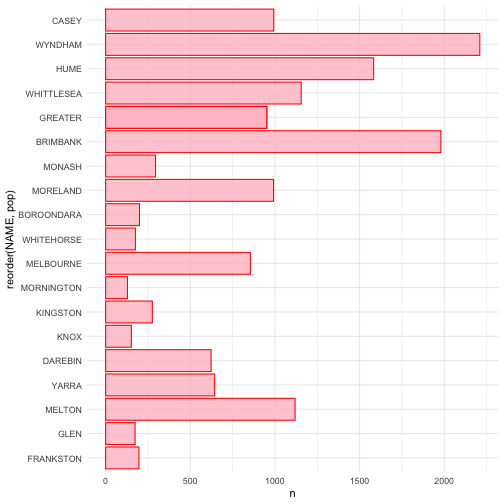 CASEY
WYNDHAM
HUME
WHITTLESEA
GREATER
BRIMBANK
MONASH
MORELAND
BOROONDARA
WHITEHORSE
MELBOURNE
MORNINGTON
KINGSTON
KNOX
DAREBIN
YARRA
MELTON
GLEN
FRANKSTON
reorder(NAME, pop)
0 500 1000 1500 2000
n